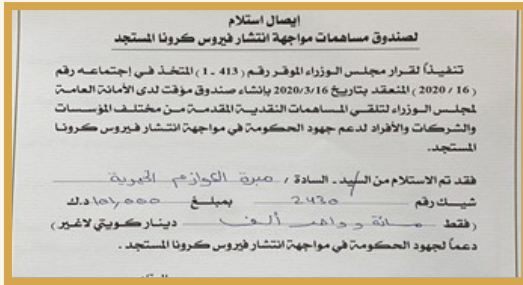 إيصال استلام
لصندوق مساهمات مواجهة انتشار فيروس كرونا المستجد
تنفيذاً لقرار مجلس الوزراء الموقر رقم ( 413 - 1 ) المتخذ في إجتماعه رقم
( 16 / 2020 ) المنعقد بتاريخ 2020/3/16 بإنشاء صندوق مؤقت لدى الأمانة العامة
لمجلس الوزراء لتلقي المساهمات النقدية المقدمة من مختلف المؤسسات
والشركات والأفراد لدعم جهود الحكومة في مواجهة انتشار فيروس كرونا
المستجد.
فقد تم الاستلام من السيد - السادة / مبرة العوازم الخيرية
شيك رقم 2430 بمبلغ 101,000 د.ك
( فقط مائة وواحد ألف دينار كويتي لاغير )
دعماً لجهود الحكومة في مواجهة انتشار فيروس كرونا المستجد .